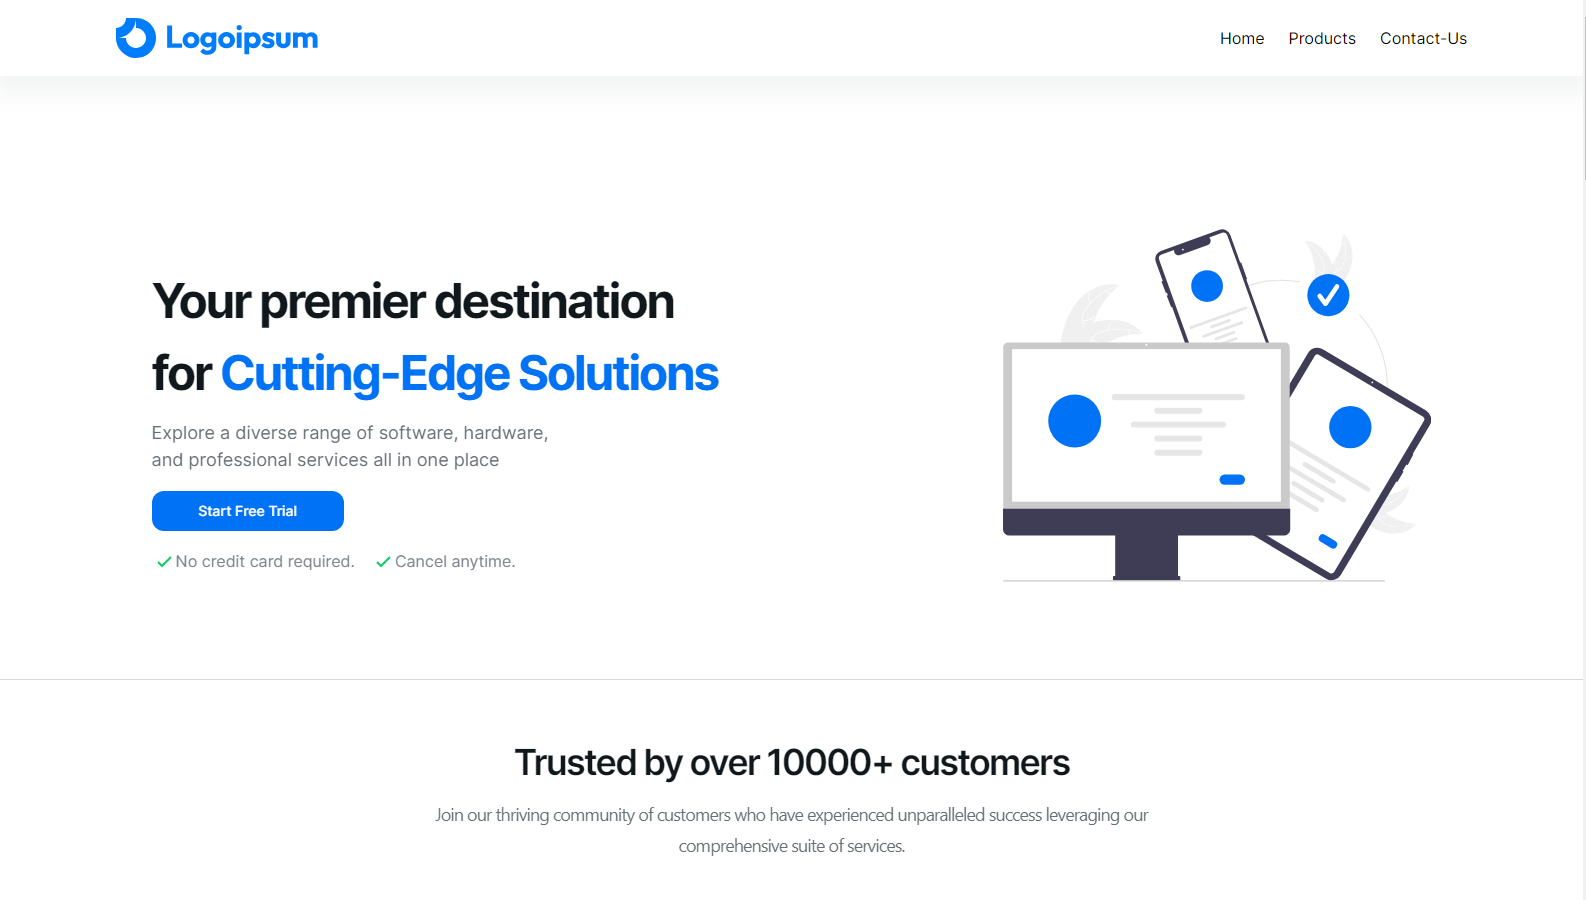 Logoipsum
Home Products Contact-Us
Your premier destination
for Cutting-Edge Solutions
Explore a diverse range of software, hardware,
and professional services all in one place
Start Free Trial
No credit card required. Cancel anytime.
Trusted by over 10000+ customers
Join our thriving community of customers who have experienced unparalleled success leveraging our
comprehensive suite of services.